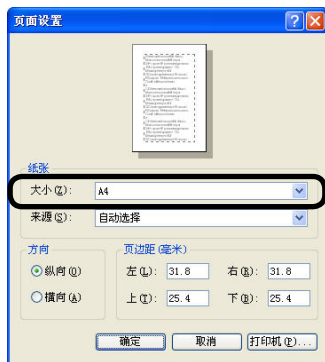 页面设置
纸张
大小(Z): A4
来源(S): 自动选择
方向
纵向(O)
横向(A)
页边距(毫米)
左(L): 31.8 右(R): 31.8
上(T): 25.4 下(B): 25.4
确定 取消 打印机(P)...